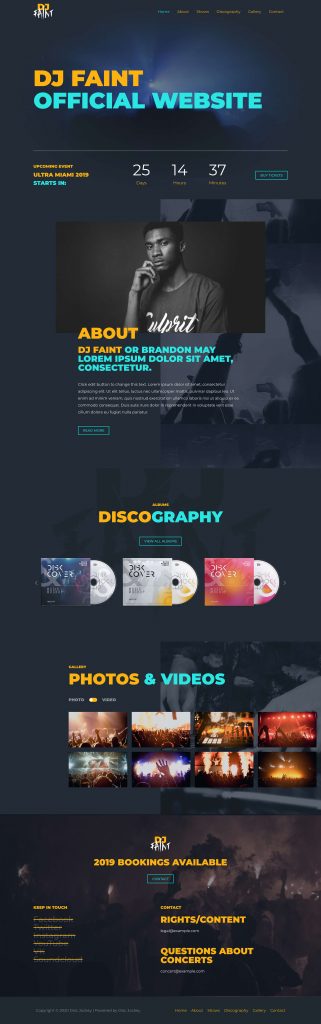 DJ
FAINT
Home About Shows Discography Gallery Contact
DJ FAINT
OFFICIAL WEBSITE
UPCOMING EVENT
ULTRA MIAMI 2019
STARTS IN:
25 14 37
Days Hours Minutes
BUY TICKETS
Culprit
ABOUT
DJ FAINT OR BRANDON MAY
LOREM IPSUM DOLOR SIT AMET,
CONSECTETUR.
Click edit button to change this text. Lorem ipsum dolor sit amet, consectetur
adipiscing elit. Ut elit tellus, luctus nec ullamcorper mattis, pulvinar dapibus leo. Ut
enim ad minim veniam, quis nostrud exercitation ullamco laboris nisi ut aliquip ex ea
commodo consequat. Duis aute irure dolor in reprehenderit in voluptate velit esse
cillum dolore eu fugiat nulla pariatur.
READ MORE
ALBUMS
DISCOGRAPHY
VIEW ALL ALBUMS
DISK
COVER
DISK
COVER
DISK
COVER
GALLERY
PHOTOS & VIDEOS
PHOTO VIDEO
DJ
FAINT
2019 BOOKINGS AVAILABLE
CONTACT
KEEP IN TOUCH
Facebook
Twitter
Instagram
YouTube
VK
Soundcloud
CONTACT
RIGHTS/CONTENT
legal@example.com
QUESTIONS ABOUT
CONCERTS
concert@example.com
Copyright © 2020 Disc Jockey | Powered by Disc Jockey
Home About Shows Discography Gallery Contact